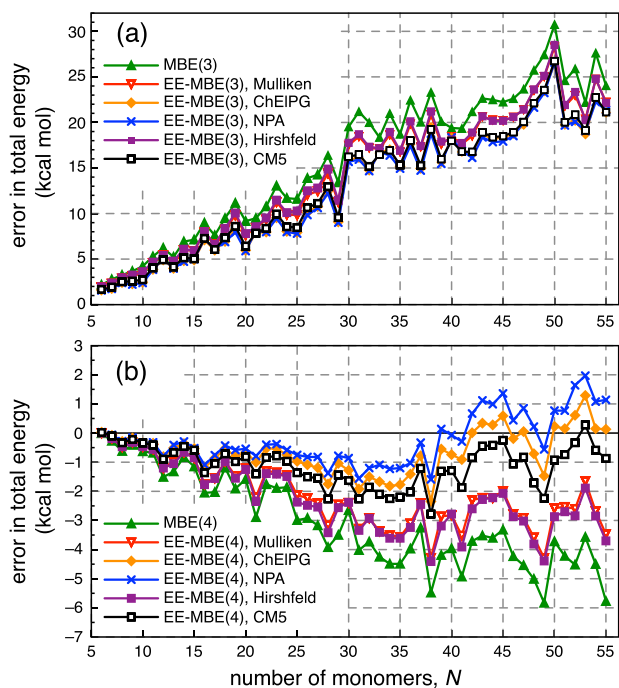 (a)
error in total energy
(kcal mol)
30
25
20
15
10
5
0
MBE(3)
EE-MBE(3), Mulliken
EE-MBE(3), ChElPG
EE-MBE(3), NPA
EE-MBE(3), Hirshfeld
EE-MBE(3), CM5
5 10 15 20 25 30 35 40 45 50 55
(b)
error in total energy
(kcal mol)
3
2
1
0
−1
−2
−3
−4
−5
−6
−7
MBE(4)
EE-MBE(4), Mulliken
EE-MBE(4), ChElPG
EE-MBE(4), NPA
EE-MBE(4), Hirshfeld
EE-MBE(4), CM5
5 10 15 20 25 30 35 40 45 50 55
number of monomers, N